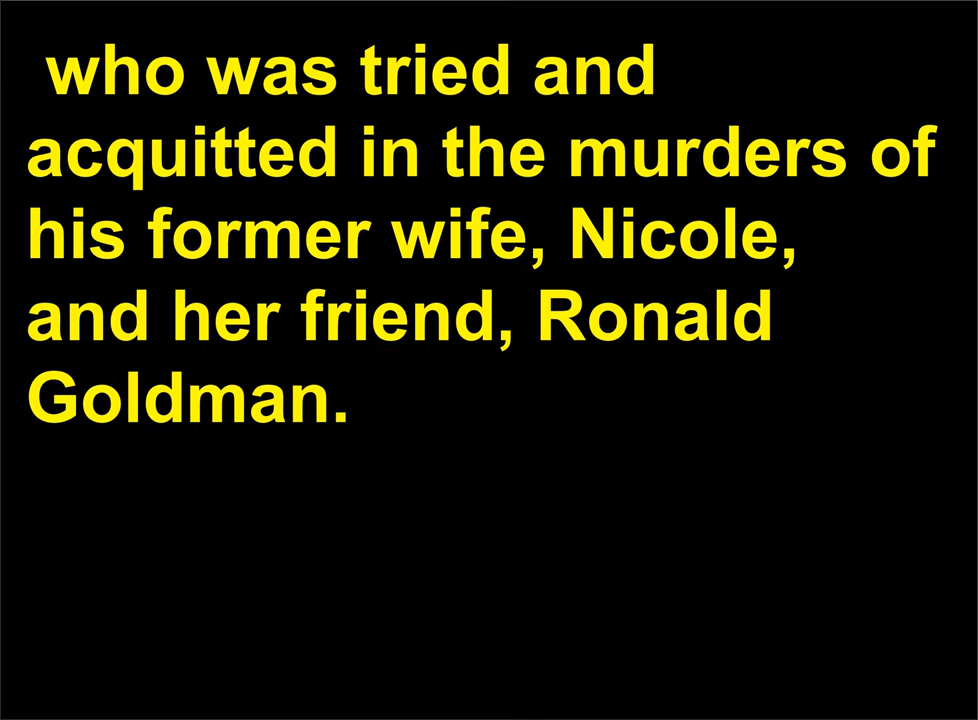 who was tried and
acquitted in the murders of
his former wife, Nicole,
and her friend, Ronald
Goldman.